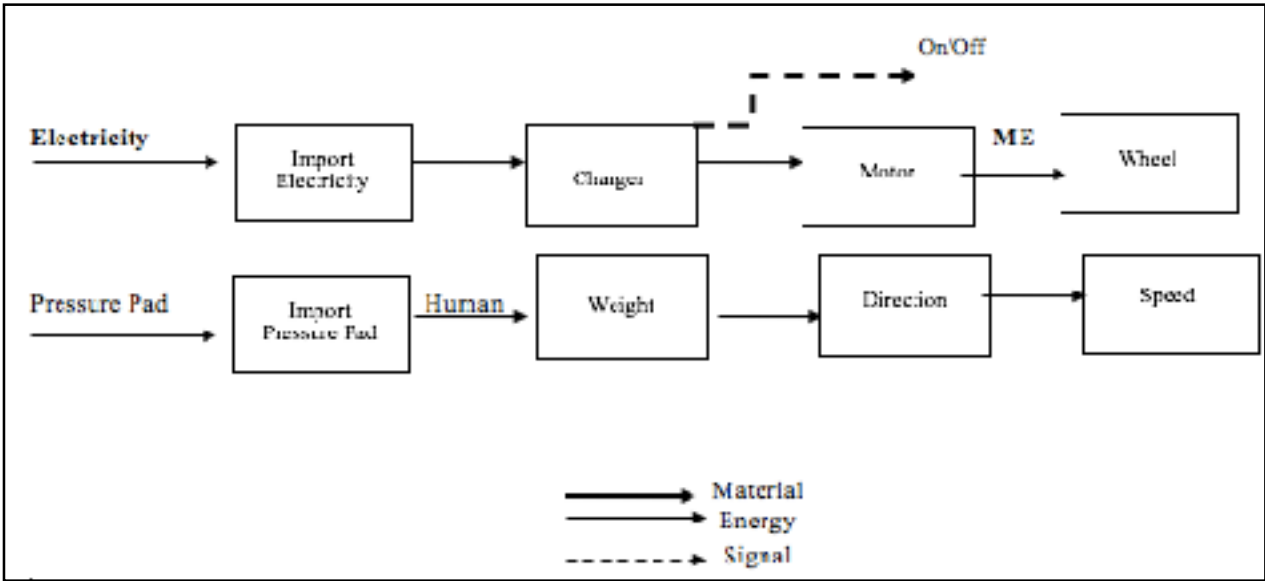 On/Off
Electricity
Import
Electricity
Charger
Motor
ME
Wheel
Pressure Pad
Import
Pressure Pad
Human
Weight
Direction
Speed
Material
Energy
Signal